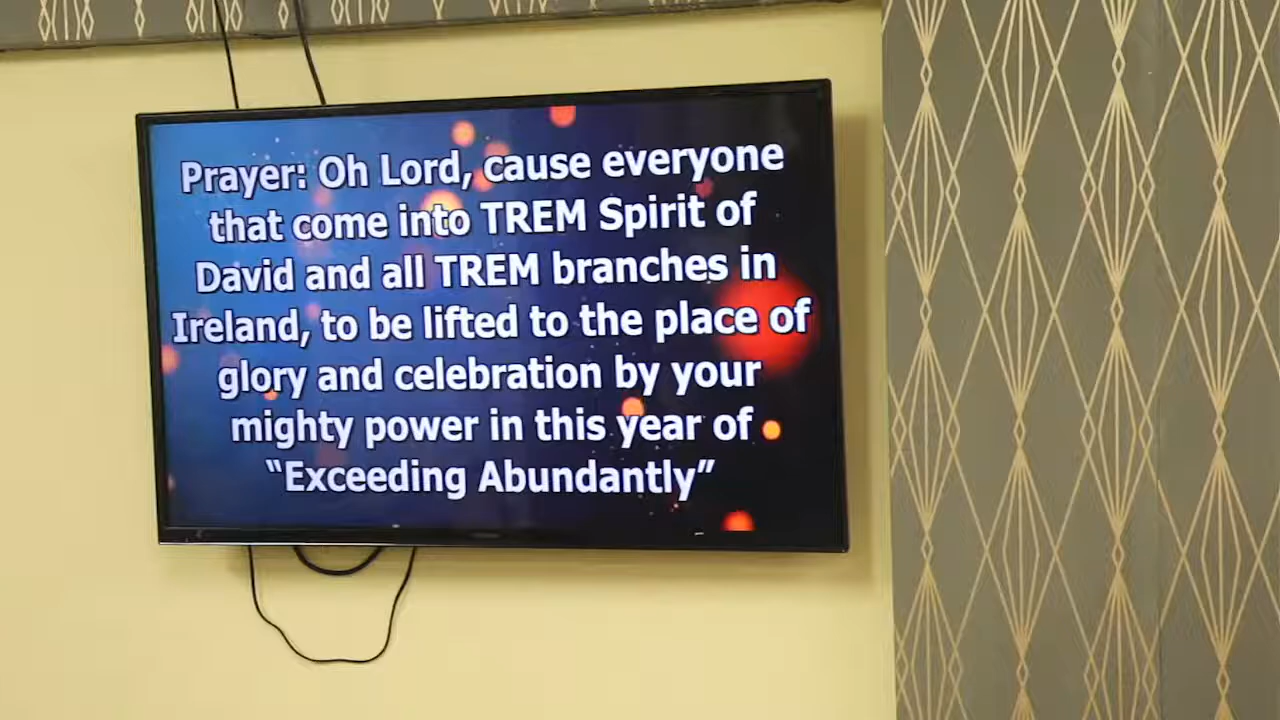 Prayer: Oh Lord, cause everyone
that come into TREM Spirit of
David and all TREM branches in
Ireland, to be lifted to the place of
glory and celebration by your
mighty power in this year of
“Exceeding Abundantly”